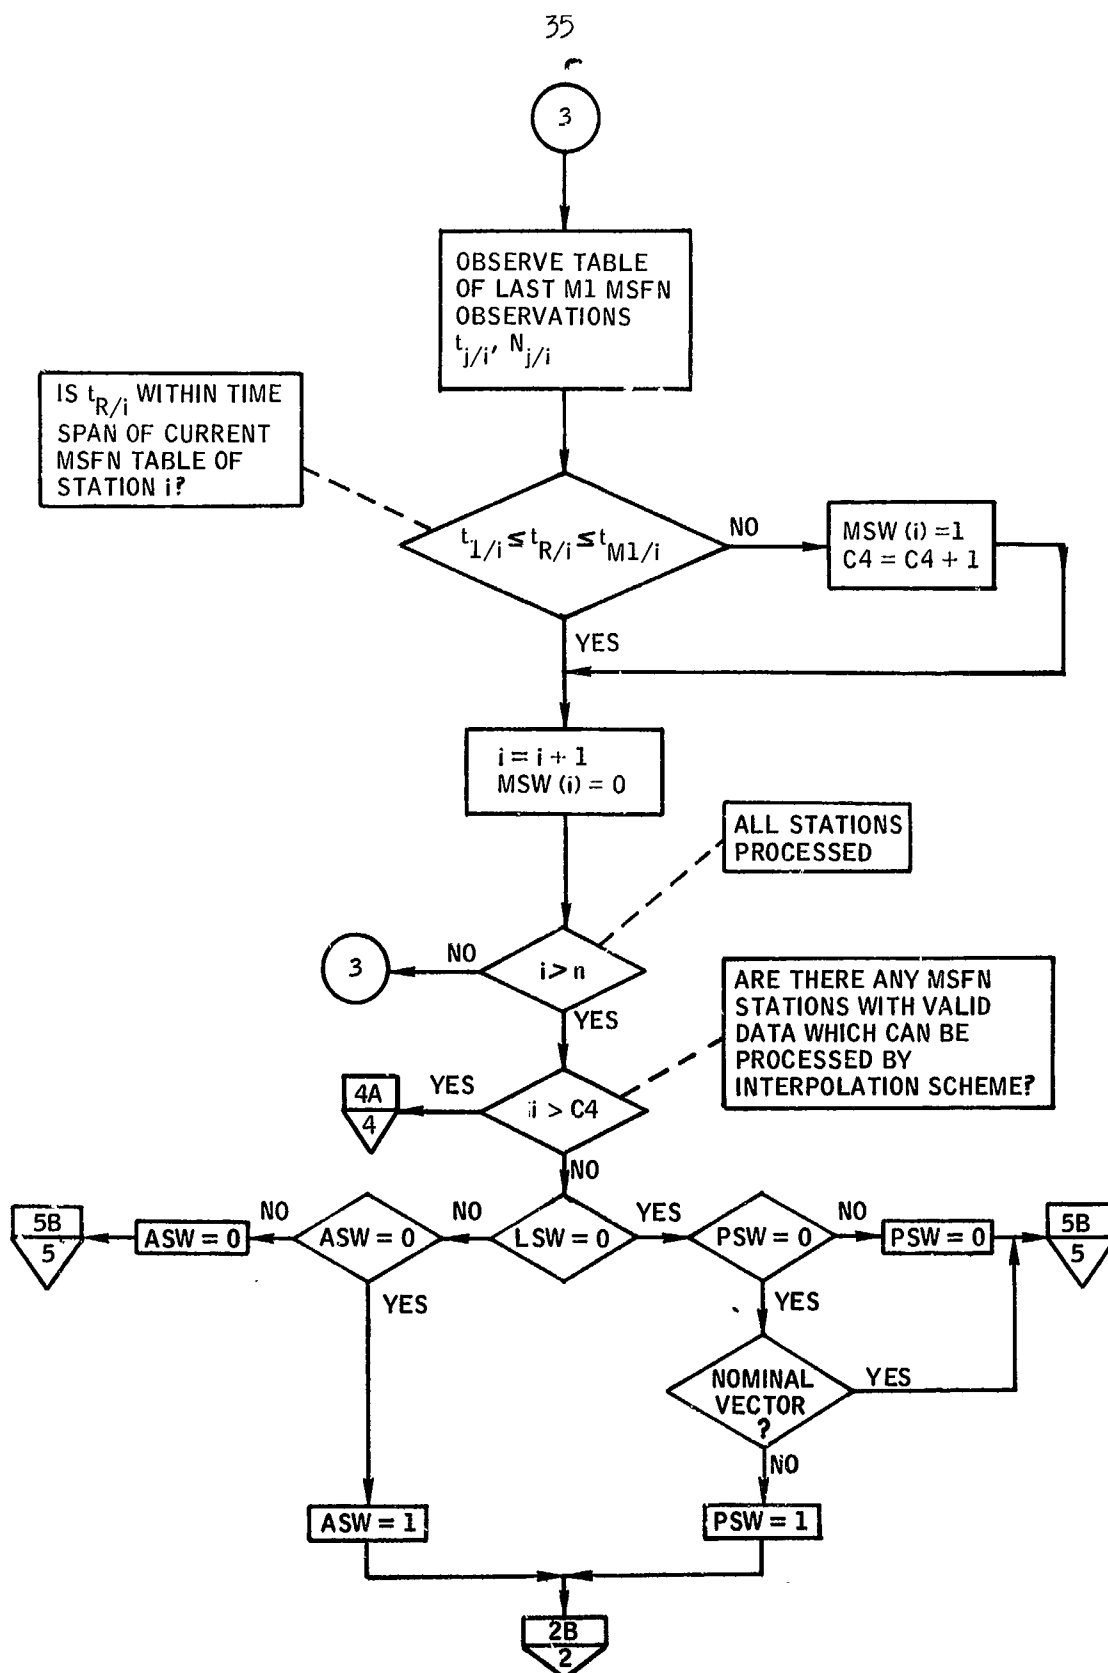 35
3
OBSERVE TABLE
OF LAST M1 MSFN
OBSERVATIONS
t_{j/i}, N_{j/i}
IS t_{R/i} WITHIN TIME
SPAN OF CURRENT
MSFN TABLE OF
STATION i?
t_{1/i} ≤ t_{R/i} ≤ t_{M1/i}
NO
MSW (i) = 1
C4 = C4 + 1
YES
i = i + 1
MSW (i) = 0
ALL STATIONS
PROCESSED
3
NO
i > n
YES
ARE THERE ANY MSFN
STATIONS WITH VALID
DATA WHICH CAN BE
PROCESSED BY
INTERPOLATION SCHEME?
4A
4
YES
i > C4
NO
5B
5
NO
ASW = 0
ASW = 0
NO
LSW = 0
YES
PSW = 0
NO
PSW = 0
5B
5
YES
YES
NOMINAL
VECTOR
?
YES
NO
ASW = 1
PSW = 1
2B
2